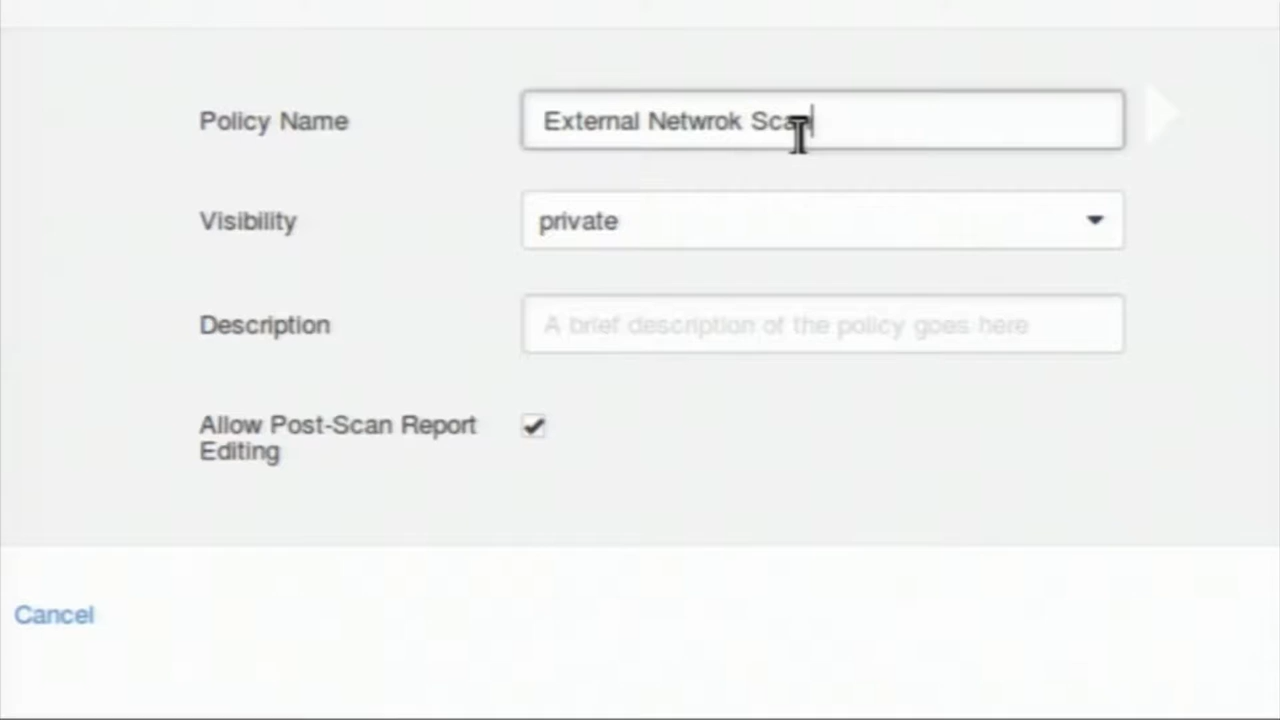 Policy Name
External Netwrok Scan
Visibility
private
Description
A brief description of the policy goes here
Allow Post-Scan Report
Editing
Cancel